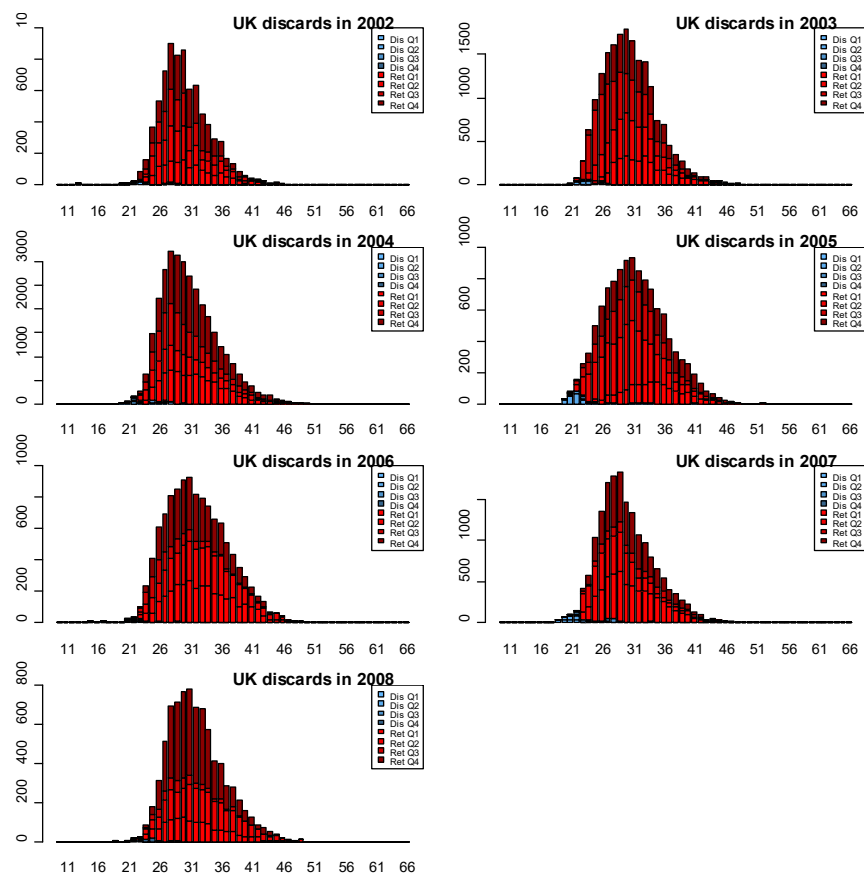 UK discards in 2002
10
800
600
200
0
11 16 21 26 31 36 41 46 51 56 61 66
Dis Q1
Dis Q2
Dis Q3
Dis Q4
Ret Q1
Ret Q2
Ret Q3
Ret Q4
UK discards in 2003
1500
1000
500
0
11 16 21 26 31 36 41 46 51 56 61 66
Dis Q1
Dis Q2
Dis Q3
Dis Q4
Ret Q1
Ret Q2
Ret Q3
Ret Q4
UK discards in 2004
3000
2000
1000
0
11 16 21 26 31 36 41 46 51 56 61 66
Dis Q1
Dis Q2
Dis Q3
Dis Q4
Ret Q1
Ret Q2
Ret Q3
Ret Q4
UK discards in 2005
1000
600
200
0
11 16 21 26 31 36 41 46 51 56 61 66
Dis Q1
Dis Q2
Dis Q3
Dis Q4
Ret Q1
Ret Q2
Ret Q3
Ret Q4
UK discards in 2006
1000
600
200
0
11 16 21 26 31 36 41 46 51 56 61 66
Dis Q1
Dis Q2
Dis Q3
Dis Q4
Ret Q1
Ret Q2
Ret Q3
Ret Q4
UK discards in 2007
1000
500
0
11 16 21 26 31 36 41 46 51 56 61 66
Dis Q1
Dis Q2
Dis Q3
Dis Q4
Ret Q1
Ret Q2
Ret Q3
Ret Q4
UK discards in 2008
800
600
400
200
0
11 16 21 26 31 36 41 46 51 56 61 66
Dis Q1
Dis Q2
Dis Q3
Dis Q4
Ret Q1
Ret Q2
Ret Q3
Ret Q4